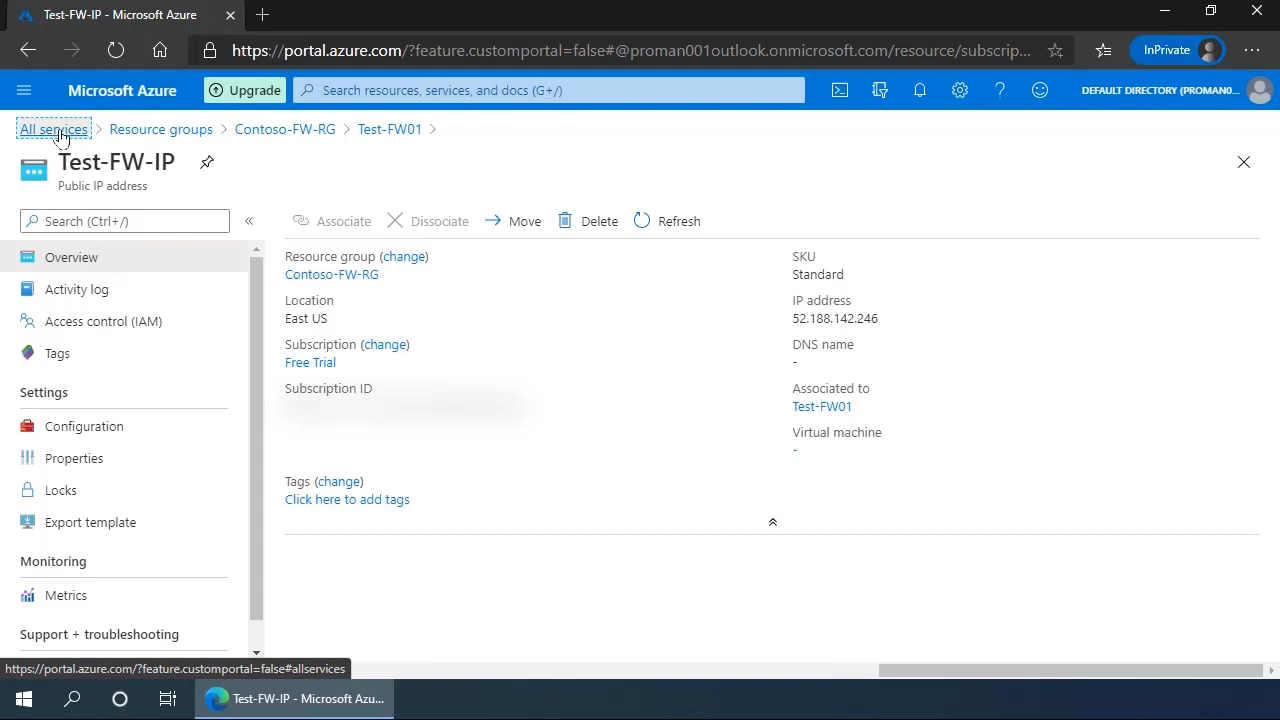 Test-FW-IP - Microsoft Azure
https://portal.azure.com/?feature.customportal=false#@proman001outlook.onmicrosoft.com/resource/subscrip...
InPrivate
Microsoft Azure
Upgrade
Search resources, services, and docs (G+/)
DEFAULT DIRECTORY (PROMAN0...
All services > Resource groups > Contoso-FW-RG > Test-FW01 >
Test-FW-IP
Public IP address
Search (Ctrl+/)
«
Associate
Dissociate
Move
Delete
Refresh
Overview
Activity log
Access control (IAM)
Tags
Settings
Configuration
Properties
Locks
Export template
Monitoring
Metrics
Support + troubleshooting
Resource group (change)
Contoso-FW-RG
Location
East US
Subscription (change)
Free Trial
Subscription ID
Tags (change)
Click here to add tags
SKU
Standard
IP address
52.188.142.246
DNS name
-
Associated to
Test-FW01
Virtual machine
-
https://portal.azure.com/?feature.customportal=false#allservices
Test-FW-IP - Microsoft Azu...